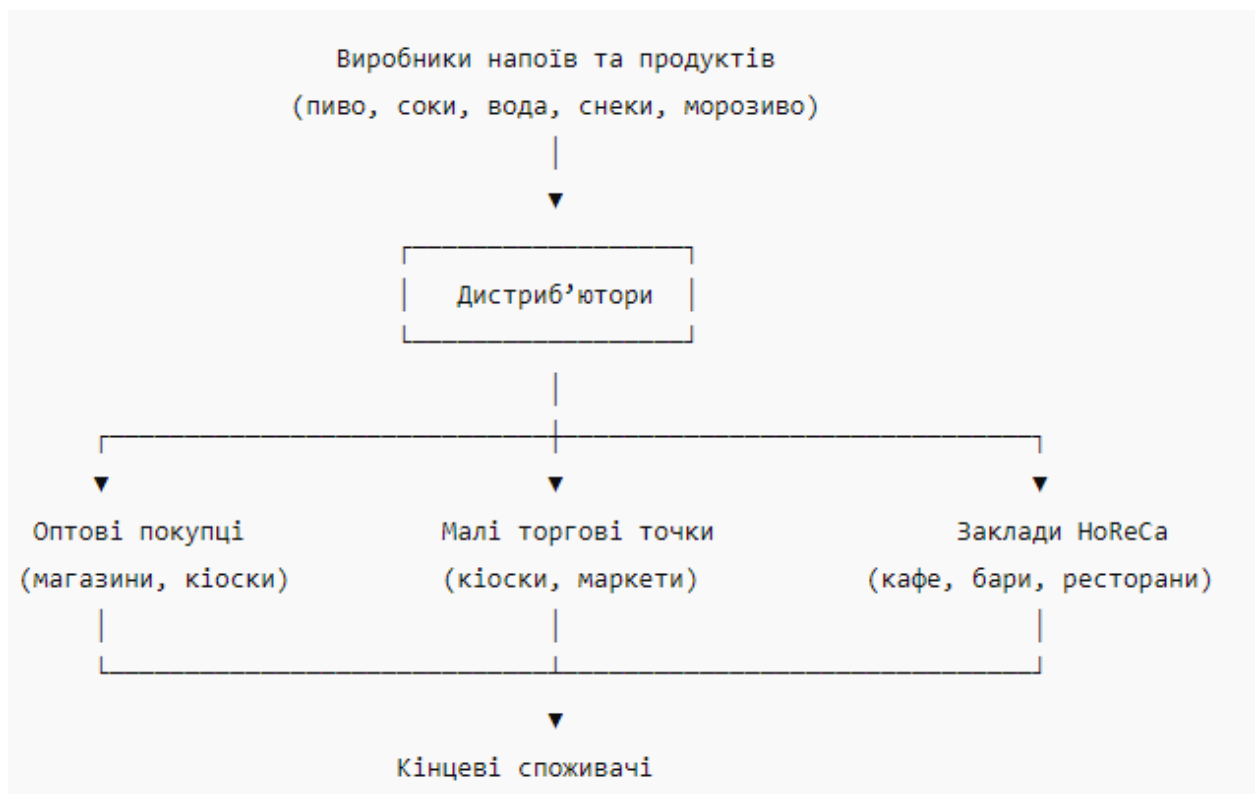 Виробники напоїв та продуктів
(пиво, соки, вода, снеки, морозиво)
Дистриб’ютори
Оптові покупці Малі торгові точки Заклади HoReCa
(магазини, кіоски) (кіоски, маркети) (кафе, бари, ресторани)
Кінцеві споживачі